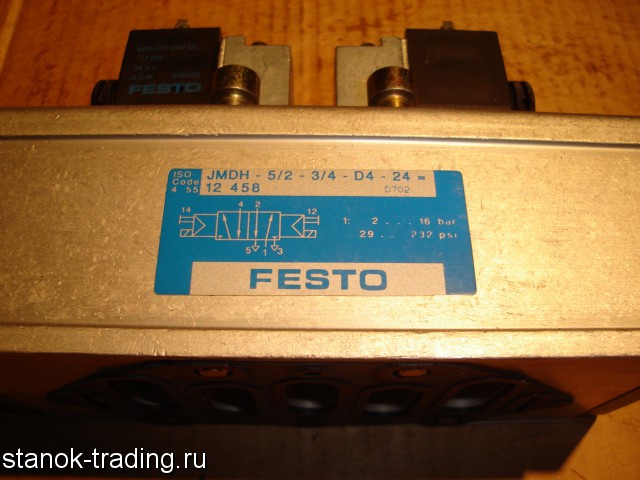 FESTO
FESTO
ISO
Code
4 55
JMDH - 5/2 - 3/4 - D4 - 24 =
12 458
D702
14
4 2
12
5 1 3
1: 2 ... 16 bar
29 ... 232 psi
FESTO
stanok-trading.ru